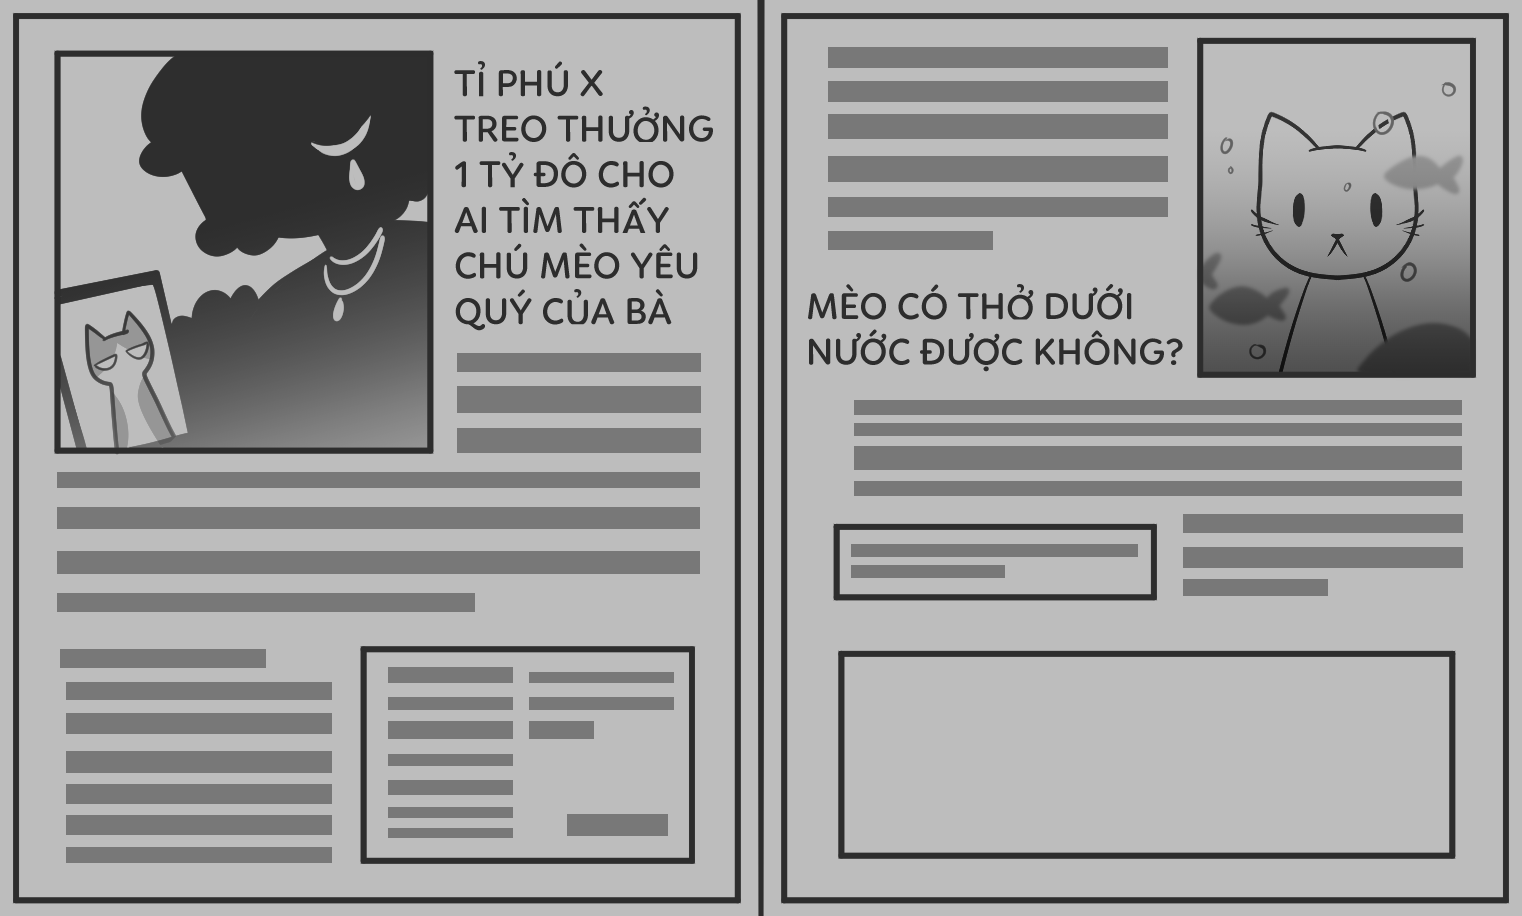 TỈ PHÚ X
TREO THƯỞNG
1 TỶ ĐÔ CHO
AI TÌM THẤY
CHÚ MÈO YÊU
QUÝ CỦA BÀ
MÈO CÓ THỞ DƯỚI
NƯỚC ĐƯỢC KHÔNG?